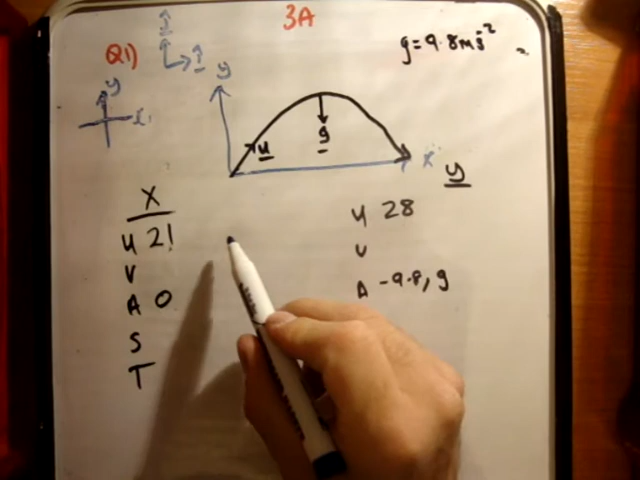 3A
Q1)
g=9.8ms⁻²
y
y
u
g
x
X
y
U 21
U 28
V
V
A 0
A -9.8, g
S
T